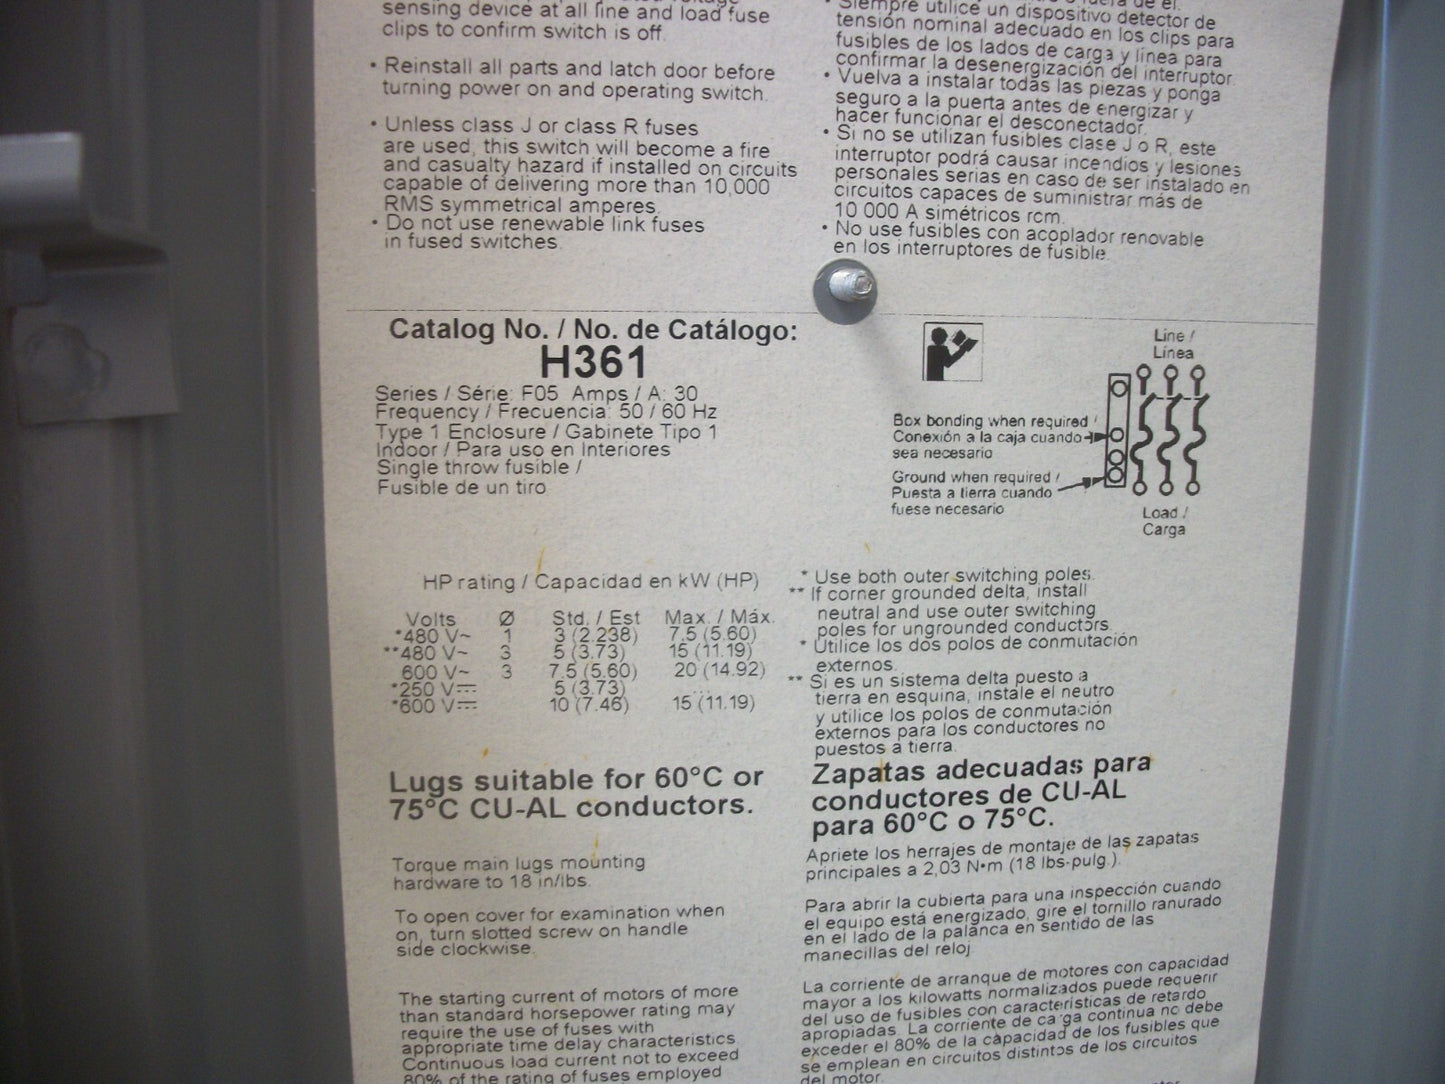 sensing device at all line and load fuse
clips to confirm switch is off.
• Reinstall all parts and latch door before
turning power on and operating switch.
• Unless class J or class R fuses
are used, this switch will become a fire
and casualty hazard if installed on circuits
capable of delivering more than 10,000
RMS symmetrical amperes.
• Do not use renewable link fuses
in fused switches.
• Siempre utilice un dispositivo detector de
tensión nominal adecuado en los clips para
fusibles de los lados de carga y línea para
confirmar la desenergización del interruptor.
• Vuelva a instalar todas las piezas y ponga
seguro a la puerta antes de energizar y
hacer funcionar el desconectador.
• Si no se utilizan fusibles clase J o R, este
interruptor podrá causar incendios y lesiones
personales serias en caso de ser instalado en
circuitos capaces de suministrar más de
10 000 A simétricos rcm.
• No use fusibles con acoplador renovable
en los interruptores de fusible.
Catalog No. / No. de Catálogo:
H361
Series / Série: F05 Amps / A: 30
Frequency / Frecuencia: 50 / 60 Hz
Type 1 Enclosure / Gabinete Tipo 1
Indoor / Para uso en Interiores
Single throw fusible /
Fusible de un tiro
Line /
Línea
Box bonding when required /
Conexión a la caja cuando
sea necesario
Ground when required /
Puesta a tierra cuando
fuese necesario
Load /
Carga
HP rating / Capacidad en kW (HP)
Volts Ø Std. / Est Max. / Máx.
*480 V~ 1 3 (2.238) 7.5 (5.60)
**480 V~ 3 5 (3.73) 15 (11.19)
600 V~ 3 7.5 (5.60) 20 (14.92)
*250 V⎓ 5 (3.73) ....
*600 V⎓ 10 (7.46) 15 (11.19)
* Use both outer switching poles.
** If corner grounded delta, install
neutral and use outer switching
poles for ungrounded conductors.
* Utilice los dos polos de conmutación
externos.
** Si es un sistema delta puesto a
tierra en esquina, instale el neutro
y utilice los polos de conmutación
externos para los conductores no
puestos a tierra.
Lugs suitable for 60°C or
75°C CU-AL conductors.
Torque main lugs mounting
hardware to 18 in/lbs.
To open cover for examination when
on, turn slotted screw on handle
side clockwise.
The starting current of motors of more
than standard horsepower rating may
require the use of fuses with
appropriate time delay characteristics.
Continuous load current not to exceed
80% of the rating of fuses employed
Zapatas adecuadas para
conductores de CU-AL
para 60°C o 75°C.
Apriete los herrajes de montaje de las zapatas
principales a 2,03 N•m (18 lbs-pulg.).
Para abrir la cubierta para una inspección cuando
el equipo está energizado, gire el tornillo ranurado
en el lado de la palanca en sentido de las
manecillas del reloj.
La corriente de arranque de motores con capacidad
mayor a los kilowatts normalizados puede requerir
del uso de fusibles con características de retardo
apropiadas. La corriente de carga continua no debe
exceder el 80% de la capacidad de los fusibles que
se emplean en circuitos distintos de los circuitos
del motor.